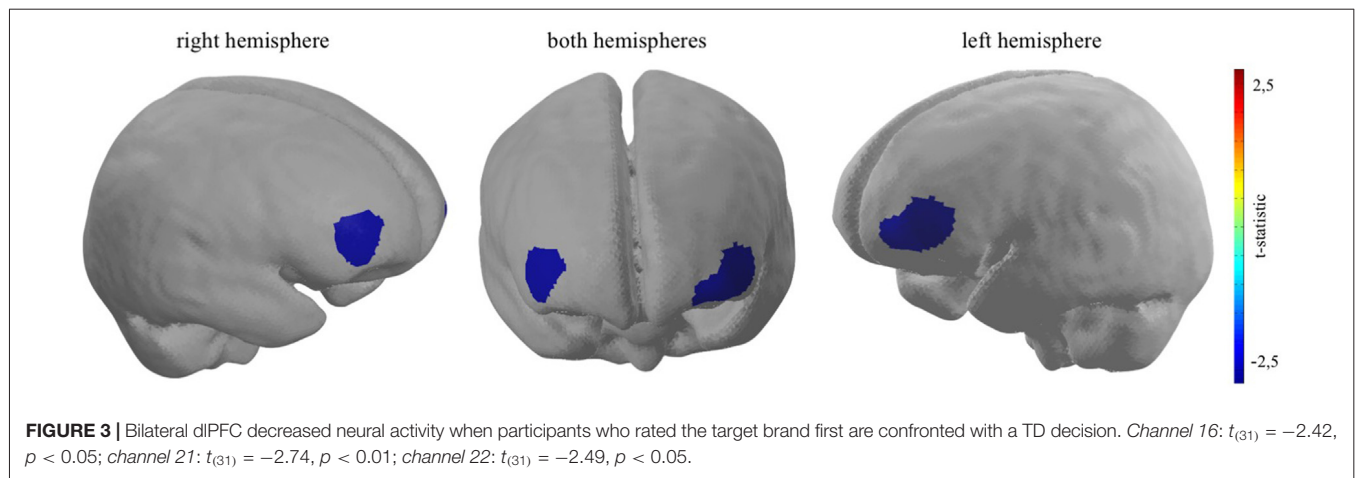 right hemisphere
both hemispheres
left hemisphere
2,5
t-statistic
-2,5
FIGURE 3 | Bilateral dlPFC decreased neural activity when participants who rated the target brand first are confronted with a TD decision. Channel 16: t(31) = −2.42,
p < 0.05; channel 21: t(31) = −2.74, p < 0.01; channel 22: t(31) = −2.49, p < 0.05.